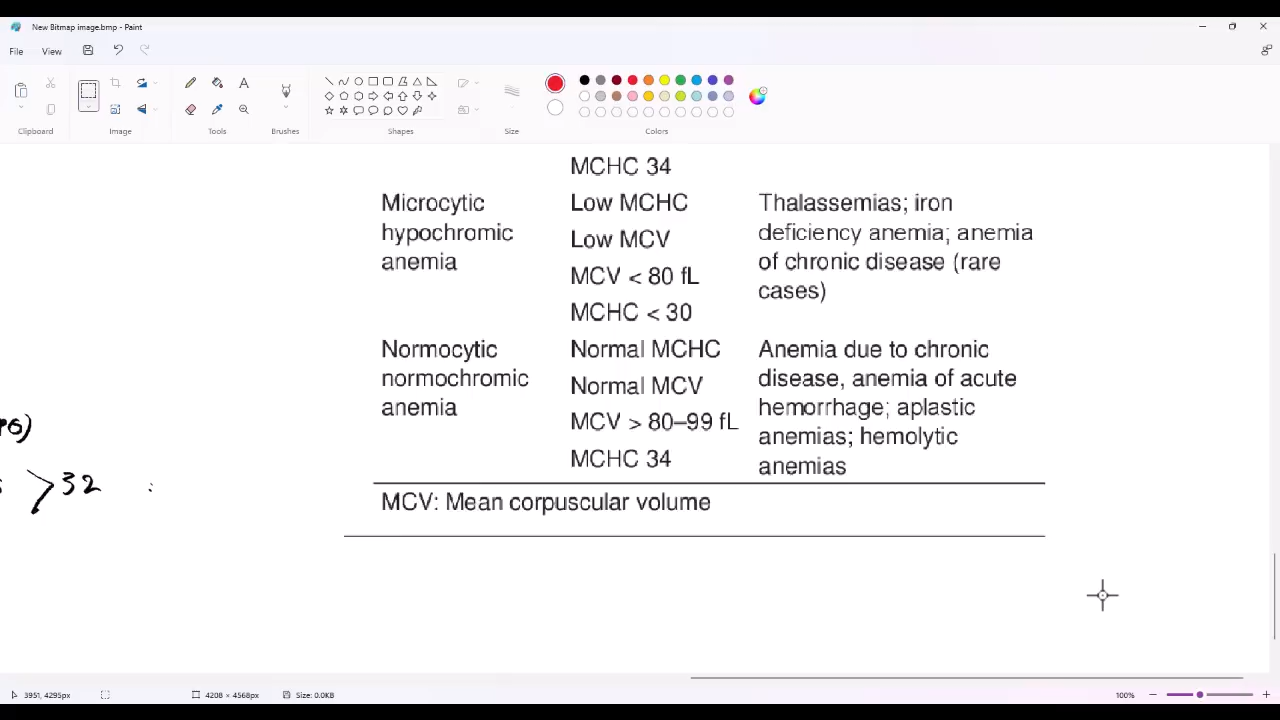 New Bitmap image.bmp - Paint
File View
Clipboard Image Tools Brushes Shapes Size Colors
MCHC 34
Microcytic hypochromic anemia
Low MCHC
Low MCV
MCV < 80 fL
MCHC < 30
Thalassemias; iron
deficiency anemia; anemia
of chronic disease (rare
cases)
Normocytic
normochromic
anemia
Normal MCHC
Normal MCV
MCV > 80–99 fL
MCHC 34
Anemia due to chronic
disease, anemia of acute
hemorrhage; aplastic
anemias; hemolytic
anemias
MCV: Mean corpuscular volume
>32
3951, 4295px
4208 × 4568px
Size: 0.0KB
100%